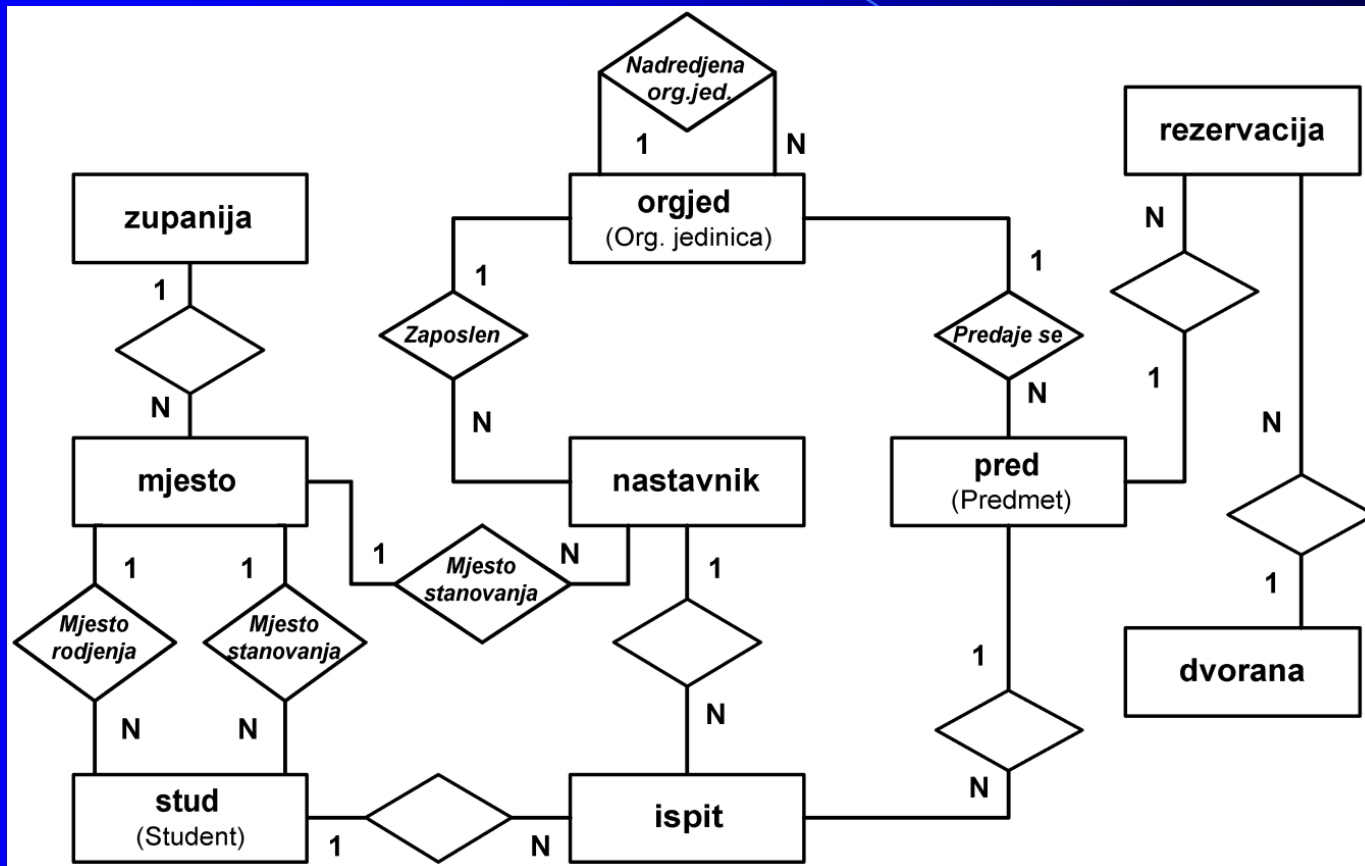 Nadredjena
org.jed.
1
N
rezervacija
zupanija
orgjed
(Org. jedinica)
N
1
1
1
Zaposlen
Predaje se
1
N
N
N
N
mjesto
nastavnik
pred
(Predmet)
1
1
1
N
1
1
Mjesto
rodjenja
Mjesto
stanovanja
Mjesto
stanovanja
1
dvorana
N
N
N
N
stud
(Student)
1
N
ispit